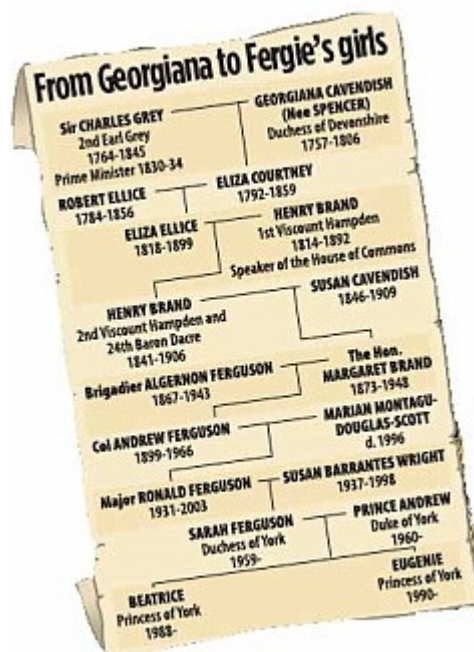 From Georgiana to Fergie's girls
Sir CHARLES GREY
2nd Earl Grey
1764-1845
Prime Minister 1830-34
GEORGIANA CAVENDISH
(Nee SPENCER)
Duchess of Devonshire
1757-1806
ROBERT ELLICE
1784-1856
ELIZA COURTNEY
1792-1859
ELIZA ELLICE
1818-1899
HENRY BRAND
1st Viscount Hampden
1814-1892
Speaker of the House of Commons
HENRY BRAND
2nd Viscount Hampden and
24th Baron Dacre
1841-1906
SUSAN CAVENDISH
1846-1909
Brigadier ALGERNON FERGUSON
1867-1943
The Hon.
MARGARET BRAND
1873-1948
Col ANDREW FERGUSON
1899-1966
MARIAN MONTAGU-
DOUGLAS-SCOTT
d. 1996
Major RONALD FERGUSON
1931-2003
SUSAN BARRANTES WRIGHT
1937-1998
SARAH FERGUSON
Duchess of York
1959-
PRINCE ANDREW
Duke of York
1960-
BEATRICE
Princess of York
1988-
EUGENIE
Princess of York
1990-